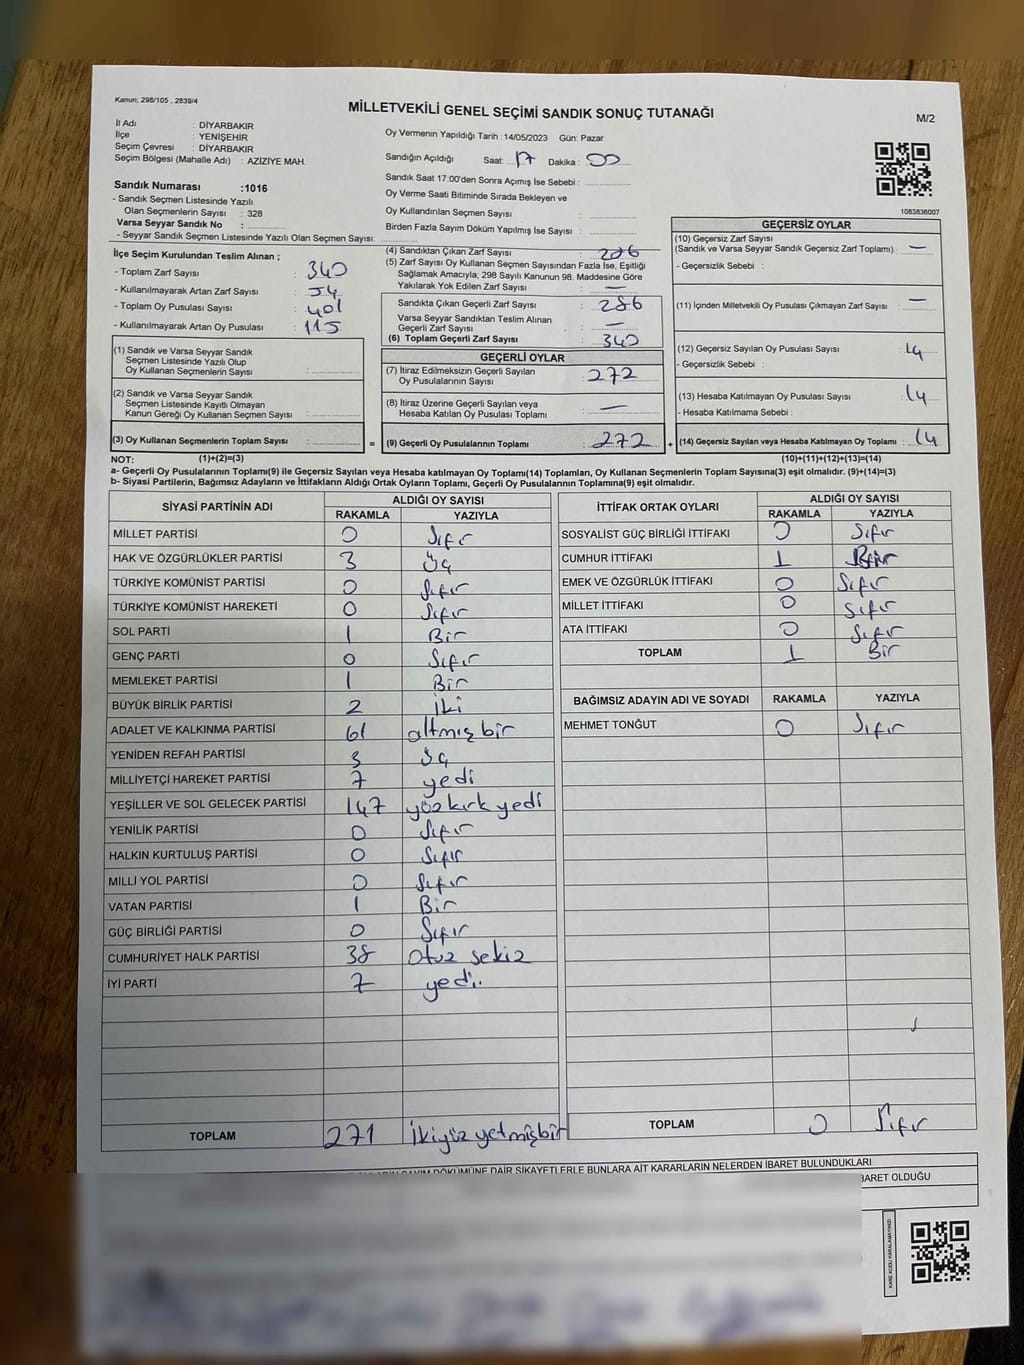 Kanun; 298/105 , 2839/4
MİLLETVEKİLİ GENEL SEÇİMİ SANDIK SONUÇ TUTANAĞI
M/2
İl Adı : DİYARBAKIR
İlçe : YENİŞEHİR
Seçim Çevresi : DİYARBAKIR
Seçim Bölgesi (Mahalle Adı) : AZİZİYE MAH.
Sandık Numarası :1016
- Sandık Seçmen Listesinde Yazılı
Olan Seçmenlerin Sayısı : 328
Varsa Seyyar Sandık No :
- Seyyar Sandık Seçmen Listesinde Yazılı Olan Seçmen Sayısı:
Oy Vermenin Yapıldığı Tarih : 14/05/2023 Gün: Pazar
Sandığın Açıldığı Saat: 17 Dakika : 00
Sandık Saat 17:00'den Sonra Açımış İse Sebebi :
Oy Verme Saati Bitiminde Sırada Bekleyen ve
Oy Kullandırılan Seçmen Sayısı :
Birden Fazla Sayım Döküm Yapılmış İse Sayısı :
1083836007
İlçe Seçim Kurulundan Teslim Alınan ;
- Toplam Zarf Sayısı : 340
- Kullanılmayarak Artan Zarf Sayısı : 54
- Toplam Oy Pusulası Sayısı : 401
- Kullanılmayarak Artan Oy Pusulası : 115
(1) Sandık ve Varsa Seyyar Sandık
Seçmen Listesinde Yazılı Olup
Oy Kullanan Seçmenlerin Sayısı :
(2) Sandık ve Varsa Seyyar Sandık
Seçmen Listesinde Kayıtlı Olmayan
Kanun Gereği Oy Kullanan Seçmen Sayısı :
(3) Oy Kullanan Seçmenlerin Toplam Sayısı :
(4) Sandıktan Çıkan Zarf Sayısı : 286
(5) Zarf Sayısı Oy Kullanan Seçmen Sayısından Fazla İse, Eşitliği
Sağlamak Amacıyla; 298 Sayılı Kanunun 98. Maddesine Göre
Yakılarak Yok Edilen Zarf Sayısı : —
Sandıkta Çıkan Geçerli Zarf Sayısı : 286
Varsa Seyyar Sandıktan Teslim Alınan
Geçerli Zarf Sayısı : —
(6) Toplam Geçerli Zarf Sayısı : 340
GEÇERLİ OYLAR
(7) İtiraz Edilmeksizin Geçerli Sayılan
Oy Pusulalarının Sayısı : 272
(8) İtiraz Üzerine Geçerli Sayılan veya
Hesaba Katılan Oy Pusulası Toplamı : —
= (9) Geçerli Oy Pusulalarının Toplamı : 272
GEÇERSİZ OYLAR
(10) Geçersiz Zarf Sayısı
(Sandık ve Varsa Seyyar Sandık Geçersiz Zarf Toplamı) : —
- Geçersizlik Sebebi :
(11) İçinden Milletvekili Oy Pusulası Çıkmayan Zarf Sayısı : —
(12) Geçersiz Sayılan Oy Pusulası Sayısı : 14
- Geçersizlik Sebebi :
(13) Hesaba Katılmayan Oy Pusulası Sayısı : 14
- Hesaba Katılmama Sebebi :
+ (14) Geçersiz Sayılan veya Hesaba Katılmayan Oy Toplamı : 14
NOT: (1)+(2)=(3)
(10)+(11)+(12)+(13)=(14)
a- Geçerli Oy Pusulalarının Toplamı(9) ile Geçersiz Sayılan veya Hesaba katılmayan Oy Toplamı(14) Toplamları, Oy Kullanan Seçmenlerin Toplam Sayısına(3) eşit olmalıdır. (9)+(14)=(3)
b- Siyasi Partilerin, Bağımsız Adayların ve İttifakların Aldığı Ortak Oyların Toplamı, Geçerli Oy Pusulalarının Toplamına(9) eşit olmalıdır.
SİYASİ PARTİNİN ADI ALDIĞI OY SAYISI
RAKAMLA YAZIYLA
MİLLET PARTİSİ 0 Sıfır
HAK VE ÖZGÜRLÜKLER PARTİSİ 3 Üç
TÜRKİYE KOMÜNİST PARTİSİ 0 Sıfır
TÜRKİYE KOMÜNİST HAREKETİ 0 Sıfır
SOL PARTİ 1 Bir
GENÇ PARTİ 0 Sıfır
MEMLEKET PARTİSİ 1 Bir
BÜYÜK BİRLİK PARTİSİ 2 İki
ADALET VE KALKINMA PARTİSİ 61 altmış bir
YENİDEN REFAH PARTİSİ 3 Üç
MİLLİYETÇİ HAREKET PARTİSİ 7 yedi
YEŞİLLER VE SOL GELECEK PARTİSİ 147 yüz kırk yedi
YENİLİK PARTİSİ 0 Sıfır
HALKIN KURTULUŞ PARTİSİ 0 Sıfır
MİLLİ YOL PARTİSİ 0 Sıfır
VATAN PARTİSİ 1 Bir
GÜÇ BİRLİĞİ PARTİSİ 0 Sıfır
CUMHURİYET HALK PARTİSİ 38 Otuz sekiz
İYİ PARTİ 7 yedi
TOPLAM 271 İkiyüz yetmişbir
İTTİFAK ORTAK OYLARI ALDIĞI OY SAYISI
RAKAMLA YAZIYLA
SOSYALİST GÜÇ BİRLİĞİ İTTİFAKI 0 Sıfır
CUMHUR İTTİFAKI 1 Bir
EMEK VE ÖZGÜRLÜK İTTİFAKI 0 Sıfır
MİLLET İTTİFAKI 0 Sıfır
ATA İTTİFAKI 0 Sıfır
TOPLAM 1 Bir
BAĞIMSIZ ADAYIN ADI VE SOYADI RAKAMLA YAZIYLA
MEHMET TONĞUT 0 Sıfır
TOPLAM 0 Sıfır
SAYIM DÖKÜMÜNE DAİR ŞİKAYETLERLE BUNLARA AİT KARARLARIN NELERDEN İBARET BULUNDUKLARI
BARET OLDUĞU
KARE KODU KARALAMAYINIZ!